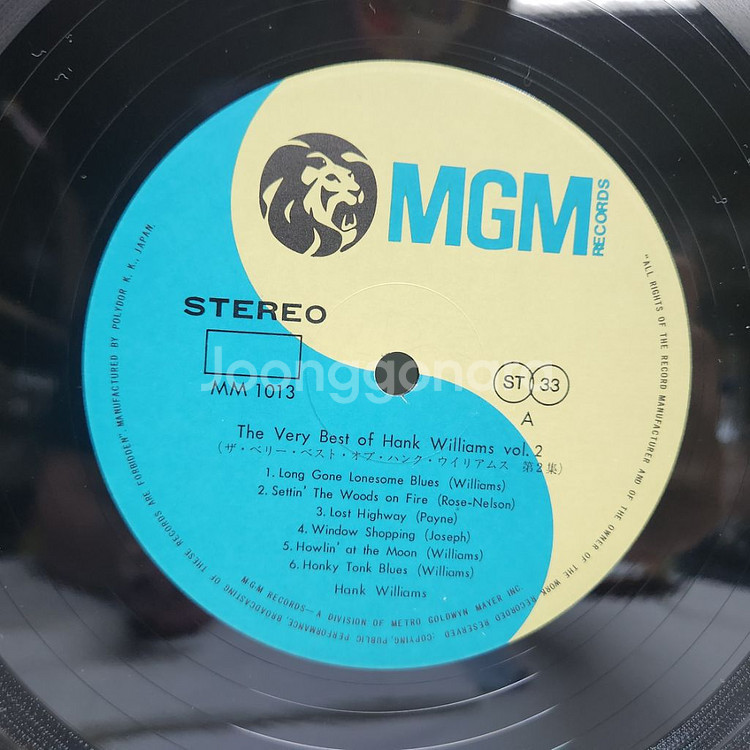 MGM
RECORDS
STEREO
MM 1013
Joonggonara
ST 33
A
The Very Best of Hank Williams vol. 2
(ザ・ベリー・ベスト・オブ・ハンク・ウイリアムス 第2集)
1. Long Gone Lonesome Blues (Williams)
2. Settin' The Woods on Fire (Rose-Nelson)
3. Lost Highway (Payne)
4. Window Shopping (Joseph)
5. Howlin' at the Moon (Williams)
6. Honky Tonk Blues (Williams)
Hank Williams
M-G-M RECORDS—A DIVISION OF METRO GOLDWYN MAYER INC.
"ALL RIGHTS OF THE RECORD MANUFACTURER AND OF THE OWNER OF THE WORK RECORDED RESERVED COPYING, PUBLIC PERFORMANCE, BROADCASTING OF THESE RECORDS ARE FORBIDDEN". MANUFACTURED BY POLYDOR K. K., JAPAN.